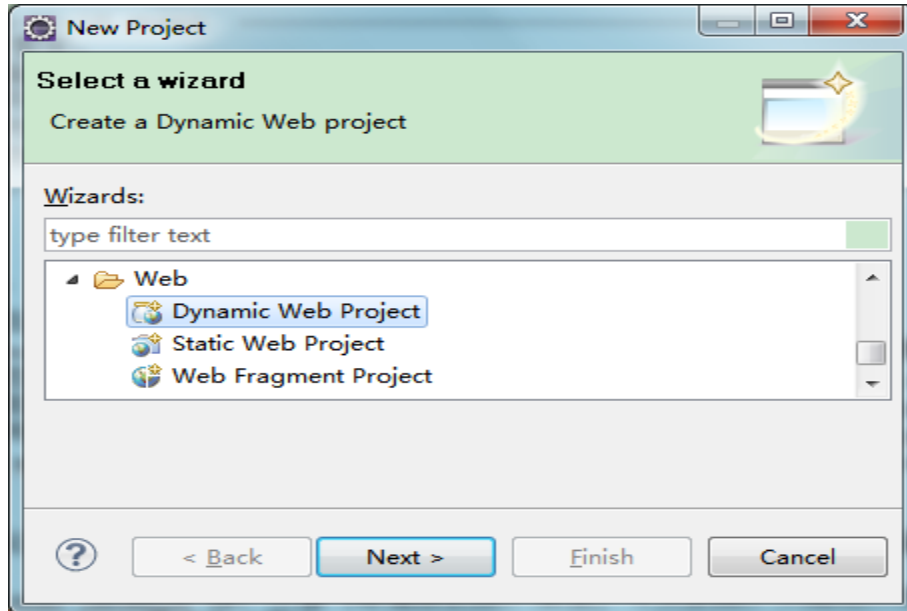 New Project
Select a wizard
Create a Dynamic Web project
Wizards:
type filter text
Web
Dynamic Web Project
Static Web Project
Web Fragment Project
? < Back Next > Finish Cancel